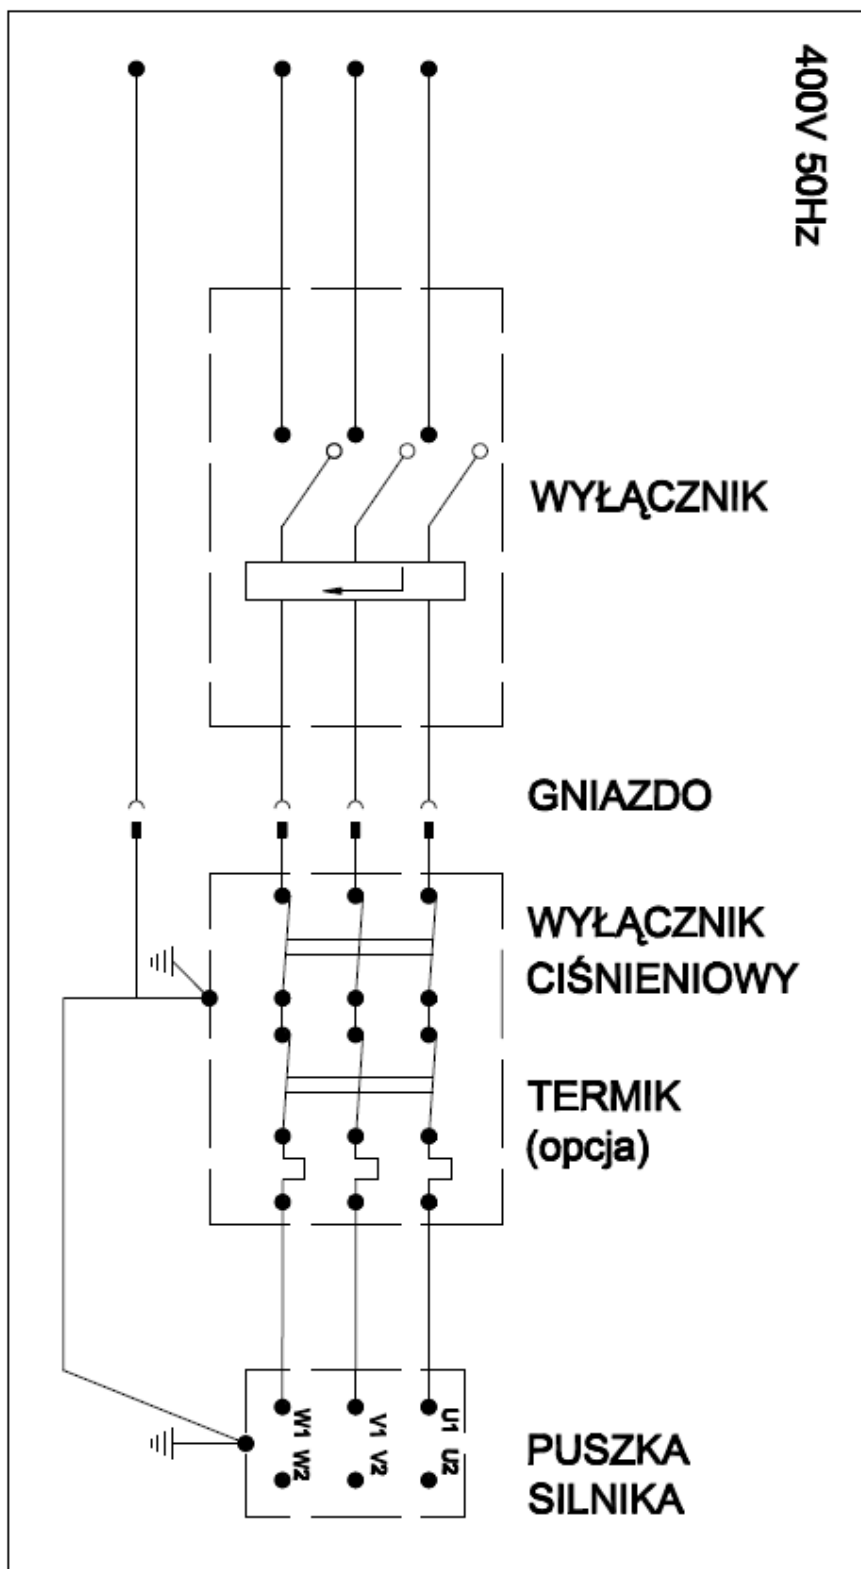 400V 50Hz
WYŁĄCZNIK
GNIAZDO
WYŁĄCZNIK
CIŚNIENIOWY
TERMIK
(opcja)
W1 W2
V1 V2
U1 U2
PUSZKA
SILNIKA